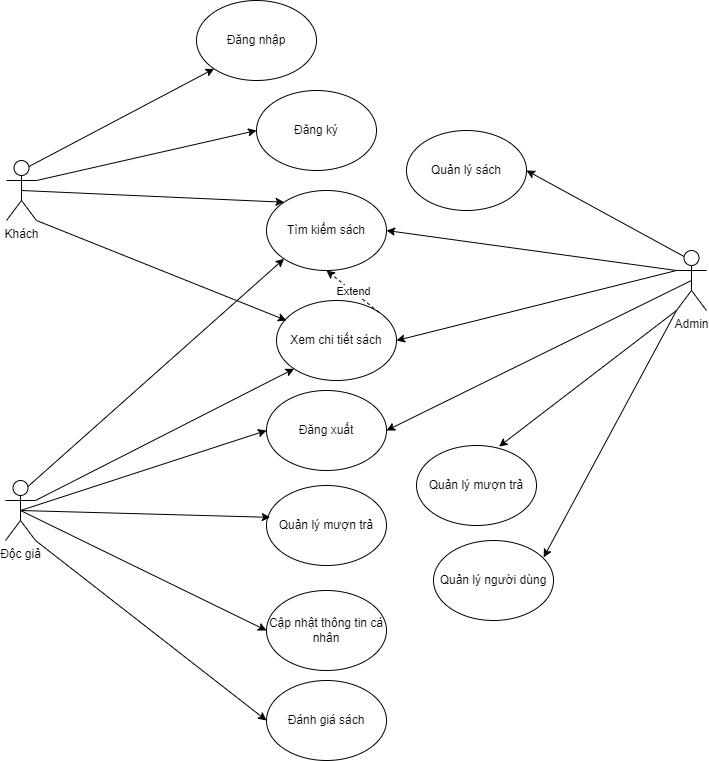 Đăng nhập
Đăng ký
Quản lý sách
Khách
Tìm kiếm sách
Extend
Admin
Xem chi tiết sách
Đăng xuất
Quản lý mượn trả
Độc giả
Quản lý mượn trả
Quản lý người dùng
Cập nhật thông tin cá
nhân
Đánh giá sách